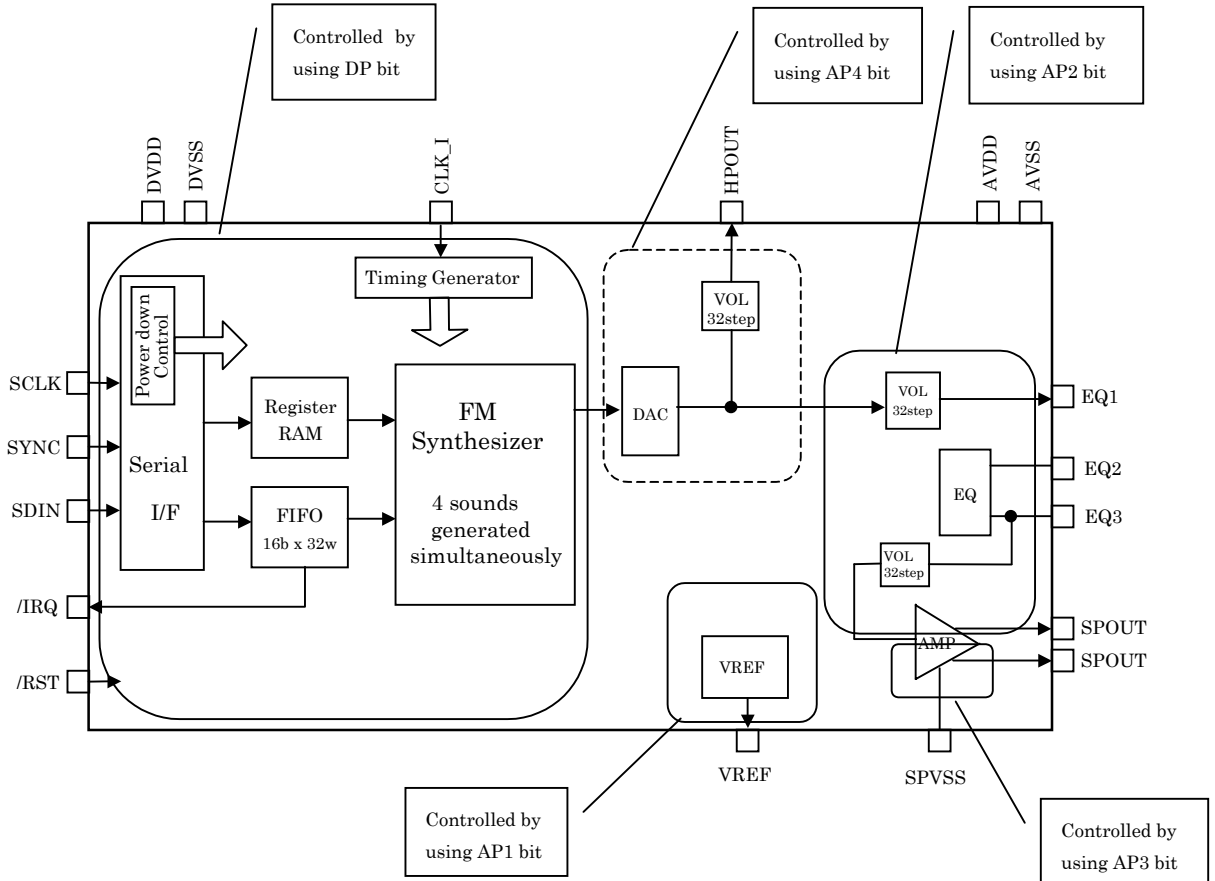 Controlled by
using DP bit
Controlled by
using AP4 bit
Controlled by
using AP2 bit
DVDD
DVSS
CLK_I
HPOUT
AVDD
AVSS
Timing Generator
Power down
Control
VOL
32step
SCLK
SYNC
SDIN
/IRQ
/RST
Serial
I/F
Register
RAM
FIFO
16b x 32w
FM
Synthesizer
4 sounds
generated
simultaneously
DAC
VOL
32step
EQ
VOL
32step
AMP
VREF
EQ1
EQ2
EQ3
SPOUT
SPOUT
VREF
SPVSS
Controlled by
using AP1 bit
Controlled by
using AP3 bit